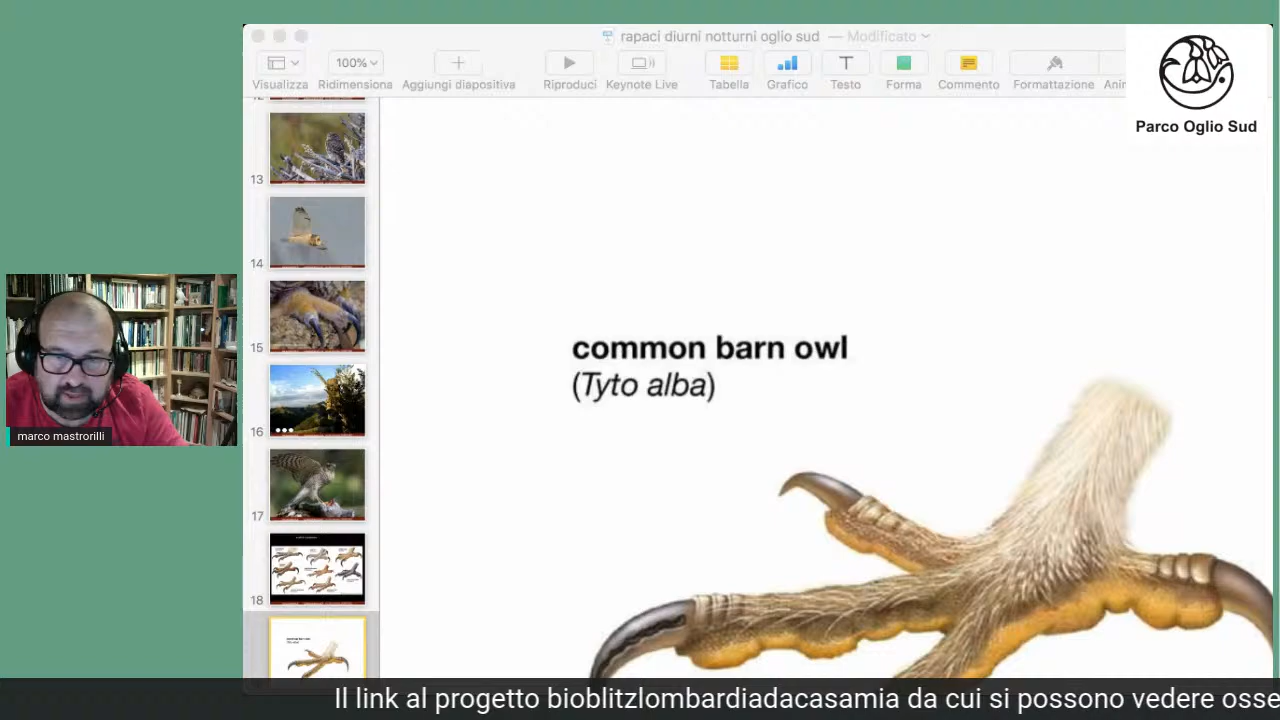 rapaci diurni notturni oglio sud — Modificato
100%
Visualizza Ridimensiona Aggiungi diapositiva Riproduci Keynote Live Tabella Grafico Testo Forma Commento Formattazione
Parco Oglio Sud
13
14
15
16
17
18
common barn owl
(Tyto alba)
marco mastrorilli
Il link al progetto bioblitzlombardiadacasamia da cui si possono vedere osse